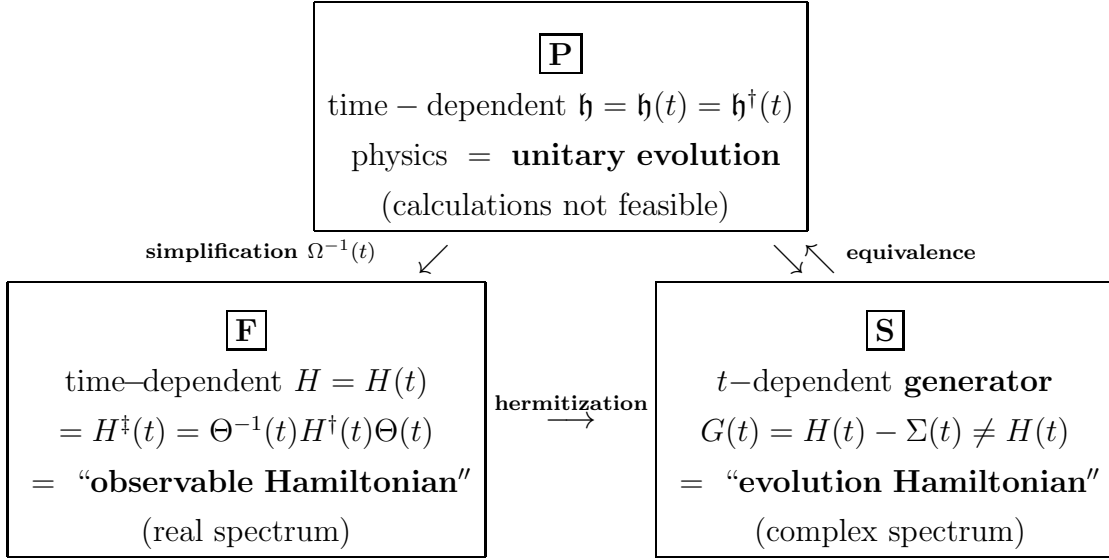 P
time − dependent 𝔥 = 𝔥(t) = 𝔥†(t)
physics = unitary evolution
(calculations not feasible)
simplification Ω⁻¹(t)
equivalence
F
time−dependent H = H(t)
= H‡(t) = Θ⁻¹(t)H†(t)Θ(t)
= “observable Hamiltonian″
(real spectrum)
hermitization
S
t−dependent generator
G(t) = H(t) − Σ(t) ≠ H(t)
= “evolution Hamiltonian″
(complex spectrum)